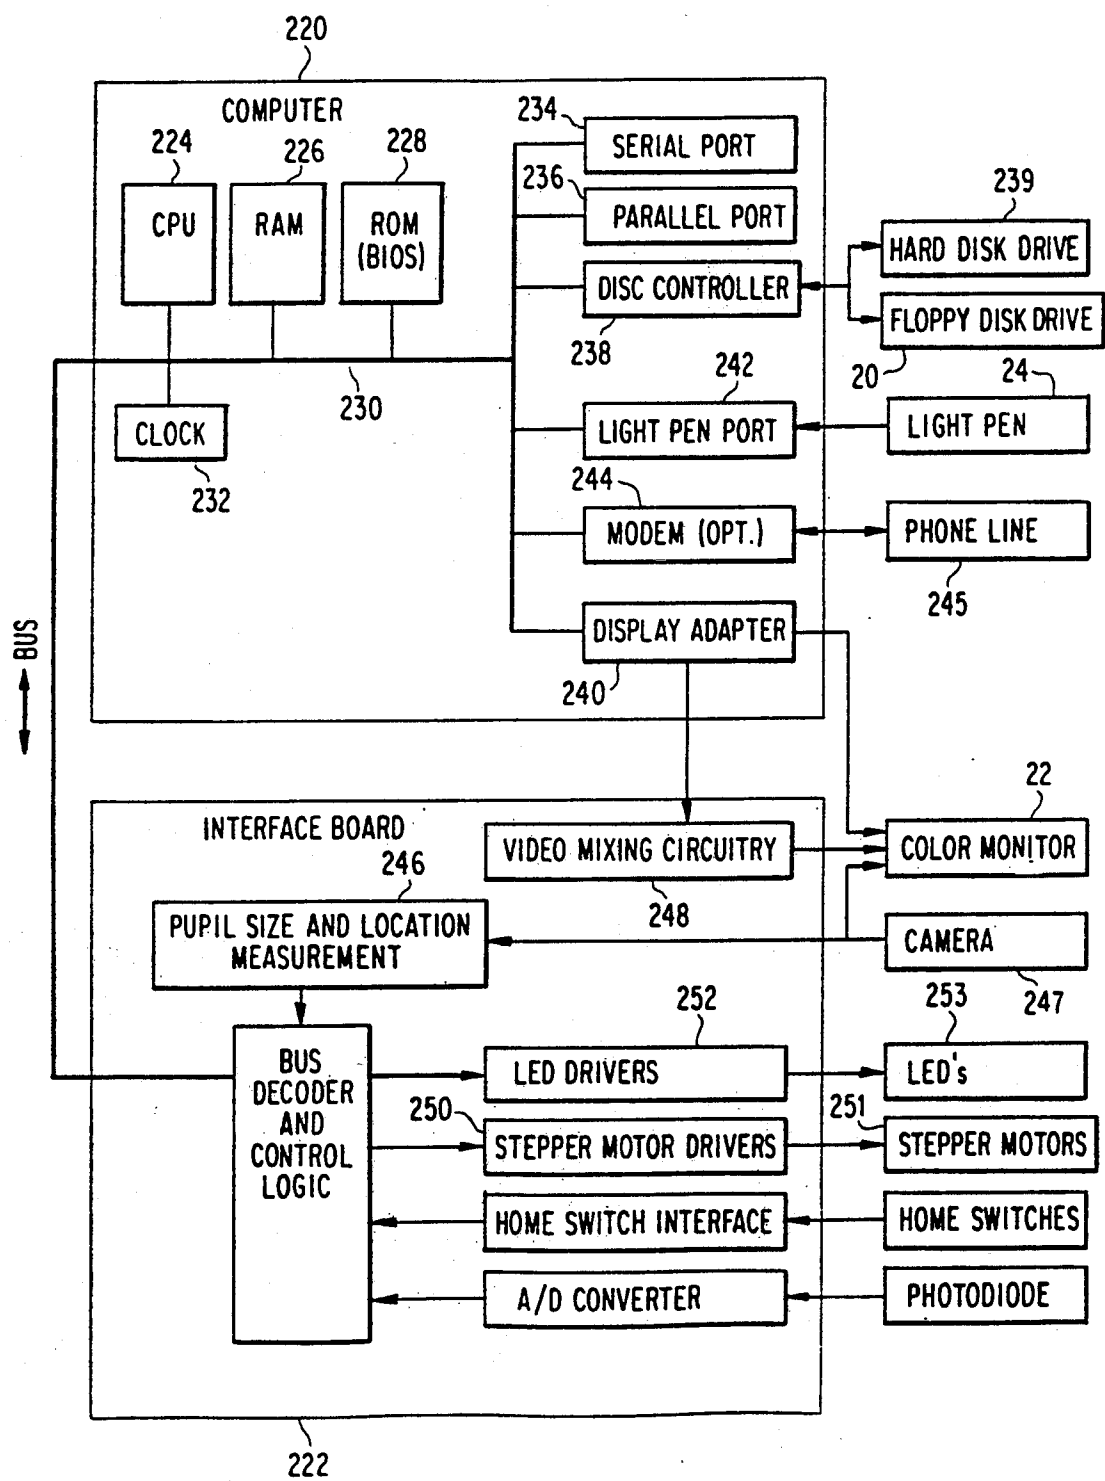 220
COMPUTER
224
226
228
CPU
RAM
ROM
(BIOS)
230
CLOCK
232
234
SERIAL PORT
236
PARALLEL PORT
DISC CONTROLLER
238
239
HARD DISK DRIVE
FLOPPY DISK DRIVE
20
242
LIGHT PEN PORT
24
LIGHT PEN
244
MODEM (OPT.)
PHONE LINE
245
DISPLAY ADAPTER
240
BUS
INTERFACE BOARD
VIDEO MIXING CIRCUITRY
248
22
COLOR MONITOR
246
PUPIL SIZE AND LOCATION
MEASUREMENT
CAMERA
247
BUS
DECODER
AND
CONTROL
LOGIC
252
LED DRIVERS
253
LED's
250
STEPPER MOTOR DRIVERS
251
STEPPER MOTORS
HOME SWITCH INTERFACE
HOME SWITCHES
A/D CONVERTER
PHOTODIODE
222